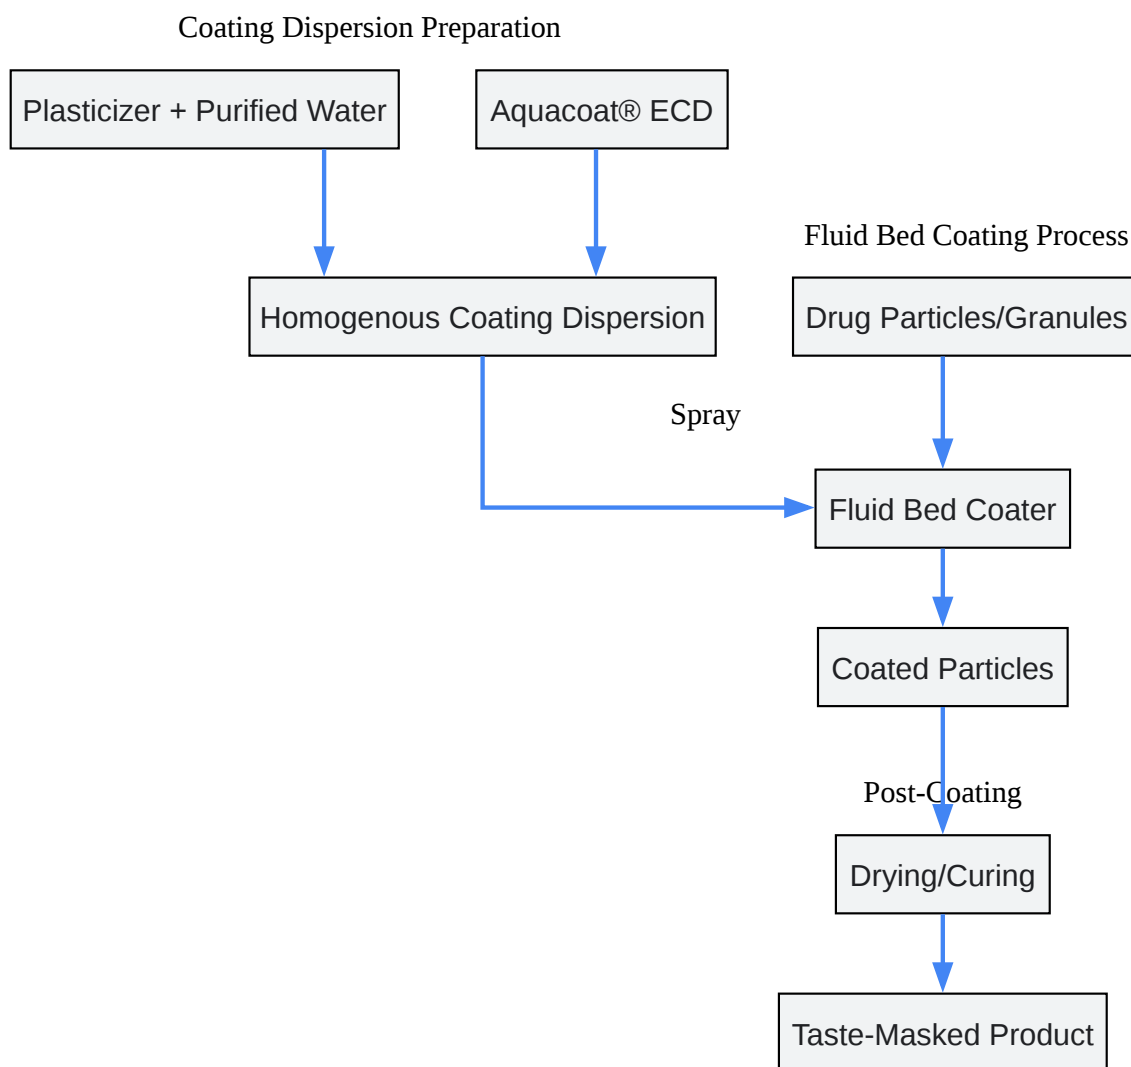 Coating Dispersion Preparation
Plasticizer + Purified Water
Aquacoat® ECD
Fluid Bed Coating Process
Homogenous Coating Dispersion
Drug Particles/Granules
Spray
Fluid Bed Coater
Coated Particles
Post-Coating
Drying/Curing
Taste-Masked Product